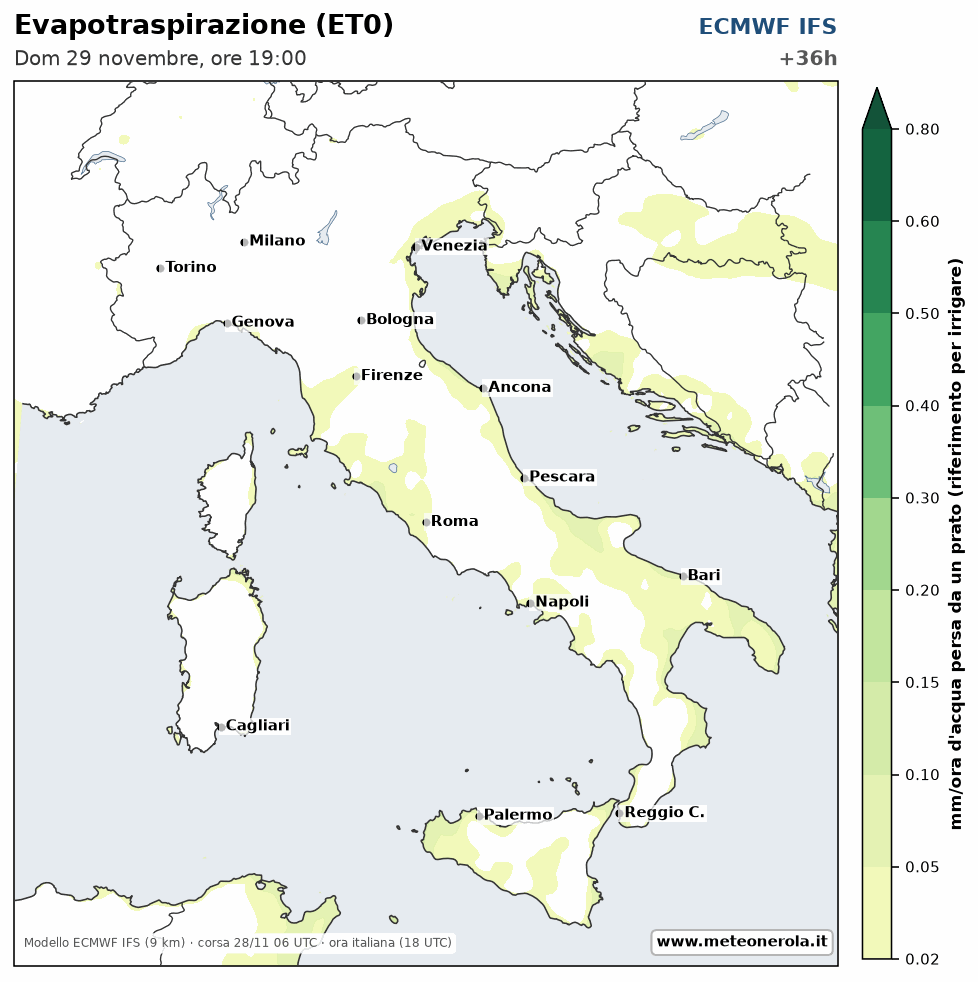 Evapotraspirazione (ET0)
ECMWF IFS
Dom 29 novembre, ore 19:00
+36h
Milano
Venezia
Torino
Genova
Bologna
Firenze
Ancona
Pescara
Roma
Bari
Napoli
Cagliari
Palermo
Reggio C.
0.80
0.60
0.50
0.40
0.30
0.20
0.15
0.10
0.05
0.02
mm/ora d'acqua persa da un prato (riferimento per irrigare)
Modello ECMWF IFS (9 km) · corsa 28/11 06 UTC · ora italiana (18 UTC)
www.meteonerola.it